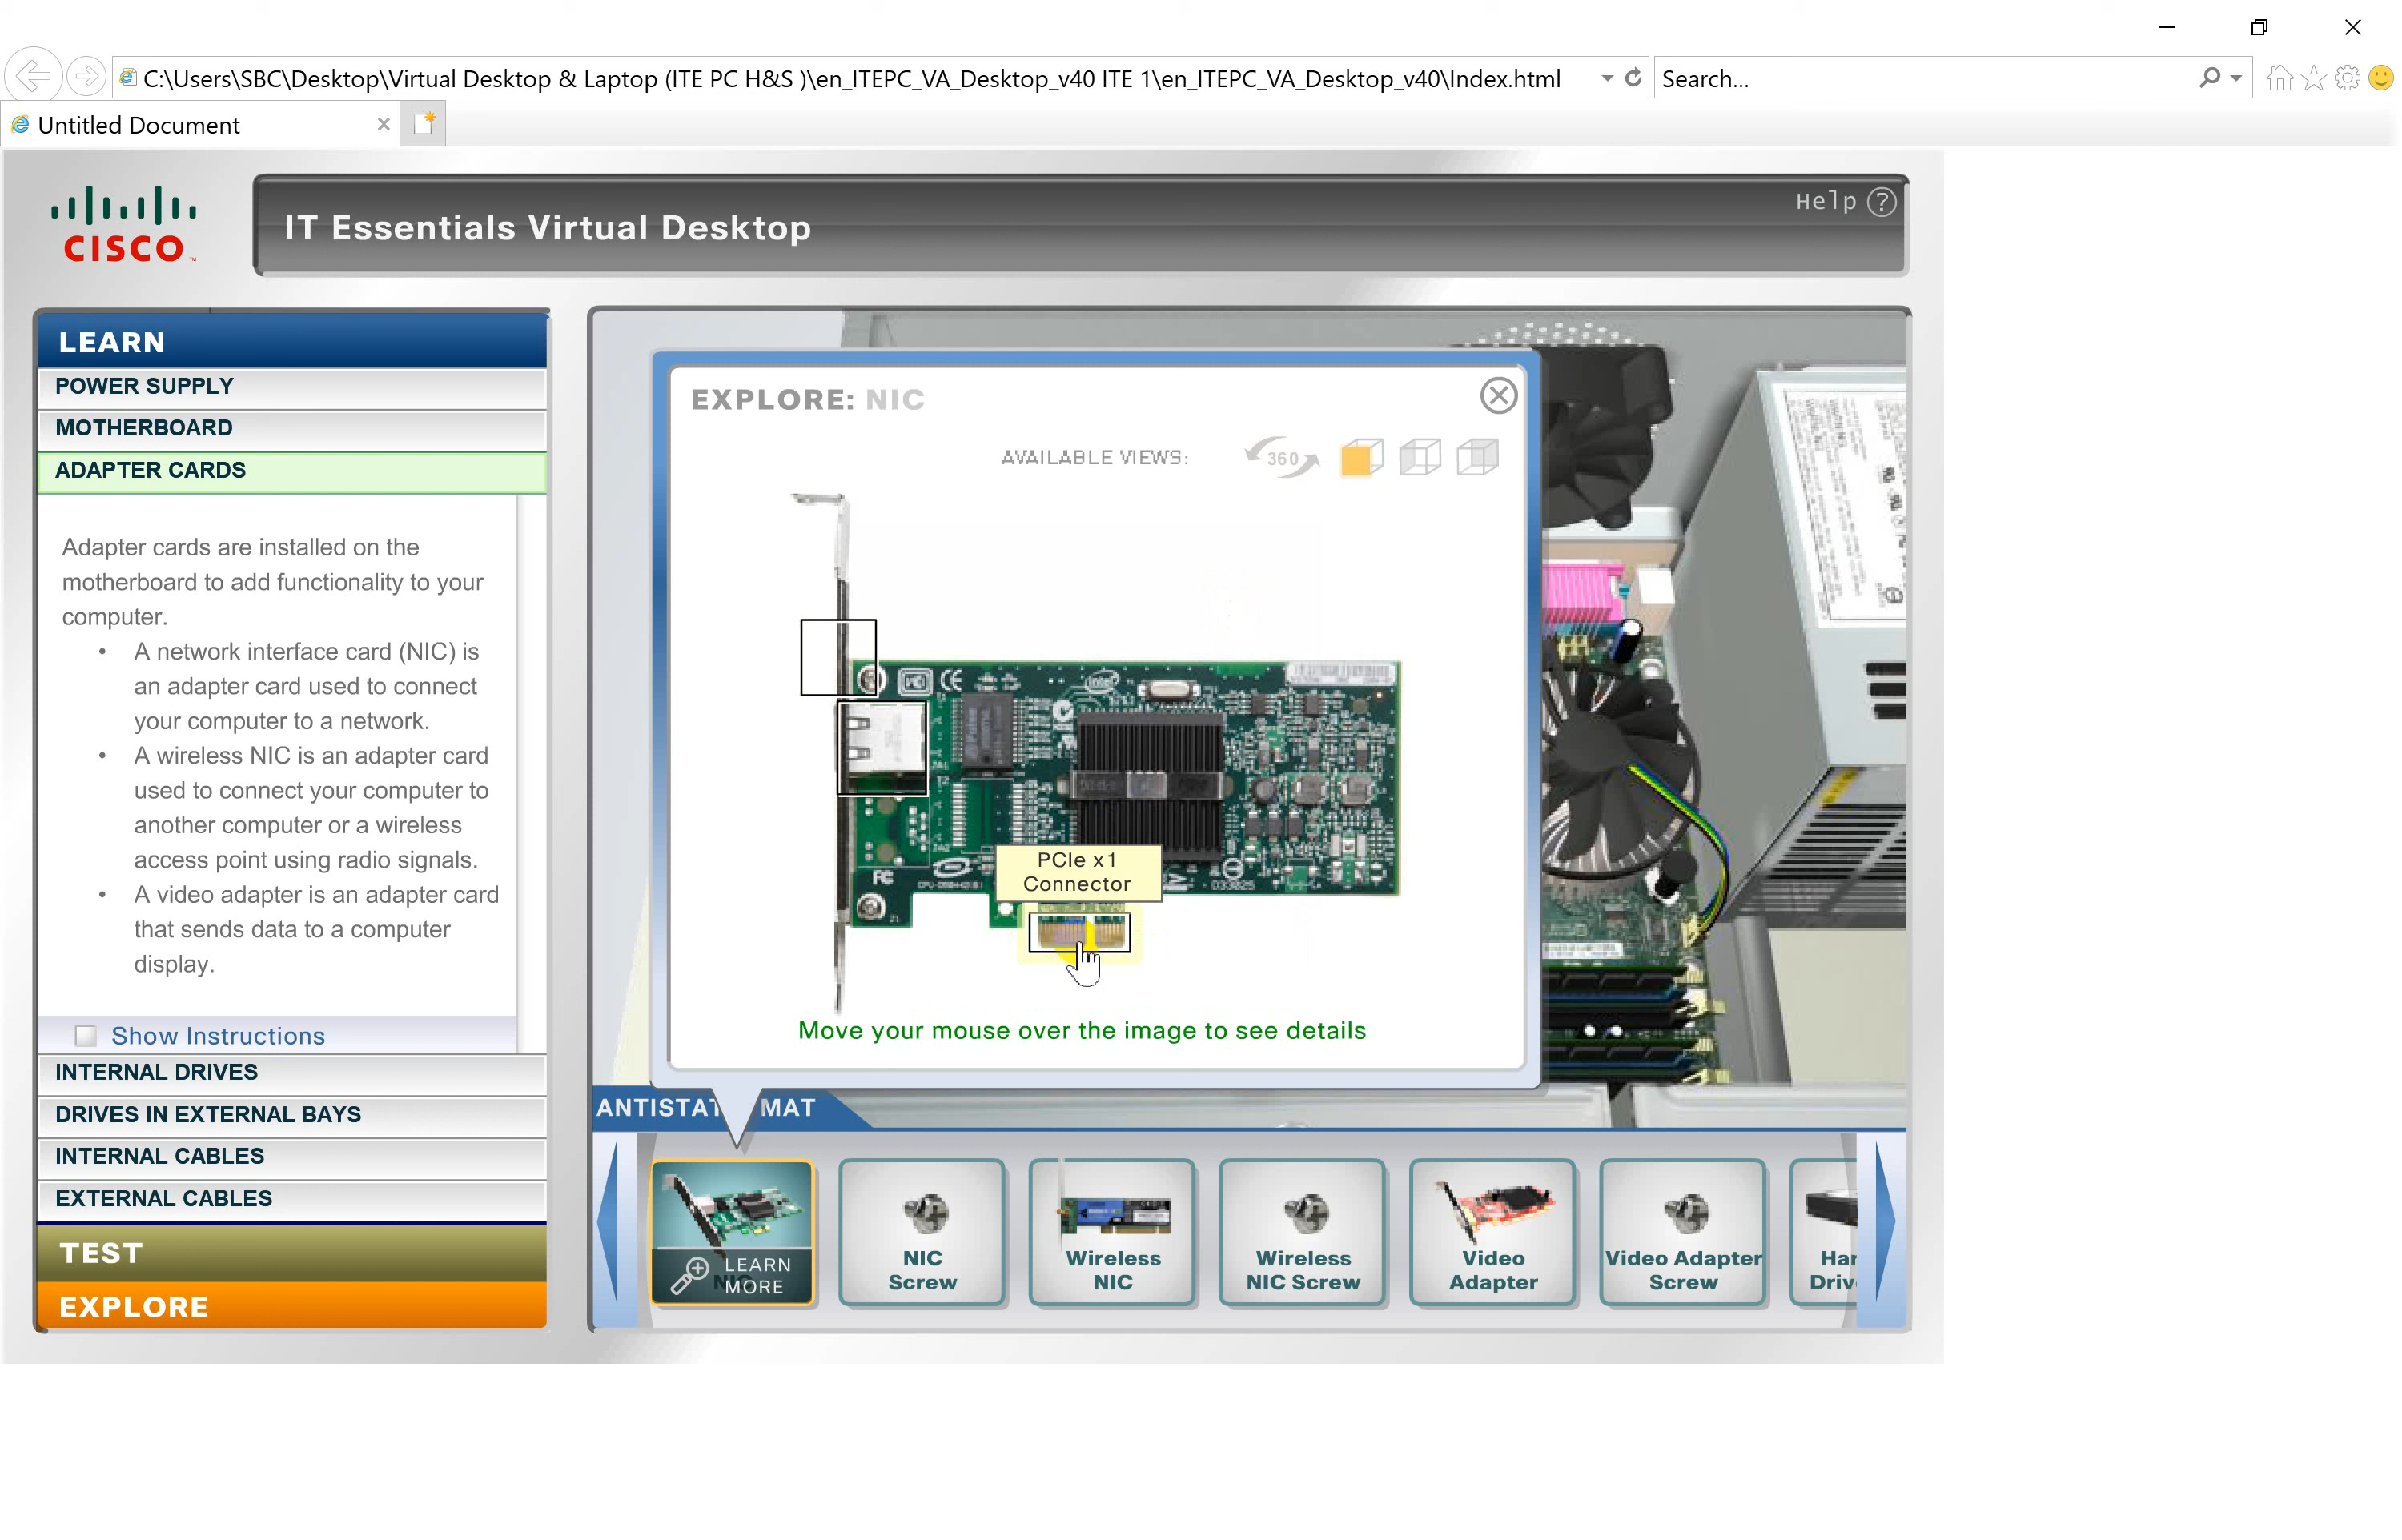 C:\Users\SBC\Desktop\Virtual Desktop & Laptop (ITE PC H&S )\en_ITEPC_VA_Desktop_v40 ITE 1\en_ITEPC_VA_Desktop_v40\Index.html
Search...
Untitled Document
CISCO
IT Essentials Virtual Desktop
Help ?
LEARN
POWER SUPPLY
MOTHERBOARD
ADAPTER CARDS
Adapter cards are installed on the
motherboard to add functionality to your
computer.
• A network interface card (NIC) is
an adapter card used to connect
your computer to a network.
• A wireless NIC is an adapter card
used to connect your computer to
another computer or a wireless
access point using radio signals.
• A video adapter is an adapter card
that sends data to a computer
display.
Show Instructions
INTERNAL DRIVES
DRIVES IN EXTERNAL BAYS
INTERNAL CABLES
EXTERNAL CABLES
TEST
EXPLORE
EXPLORE: NIC
AVAILABLE VIEWS:
360
CE
intel
FC
PCIe x1
Connector
Move your mouse over the image to see details
ANTISTAT MAT
LEARN
MORE
NIC
Screw
Wireless
NIC
Wireless
NIC Screw
Video
Adapter
Video Adapter
Screw
Har
Driv